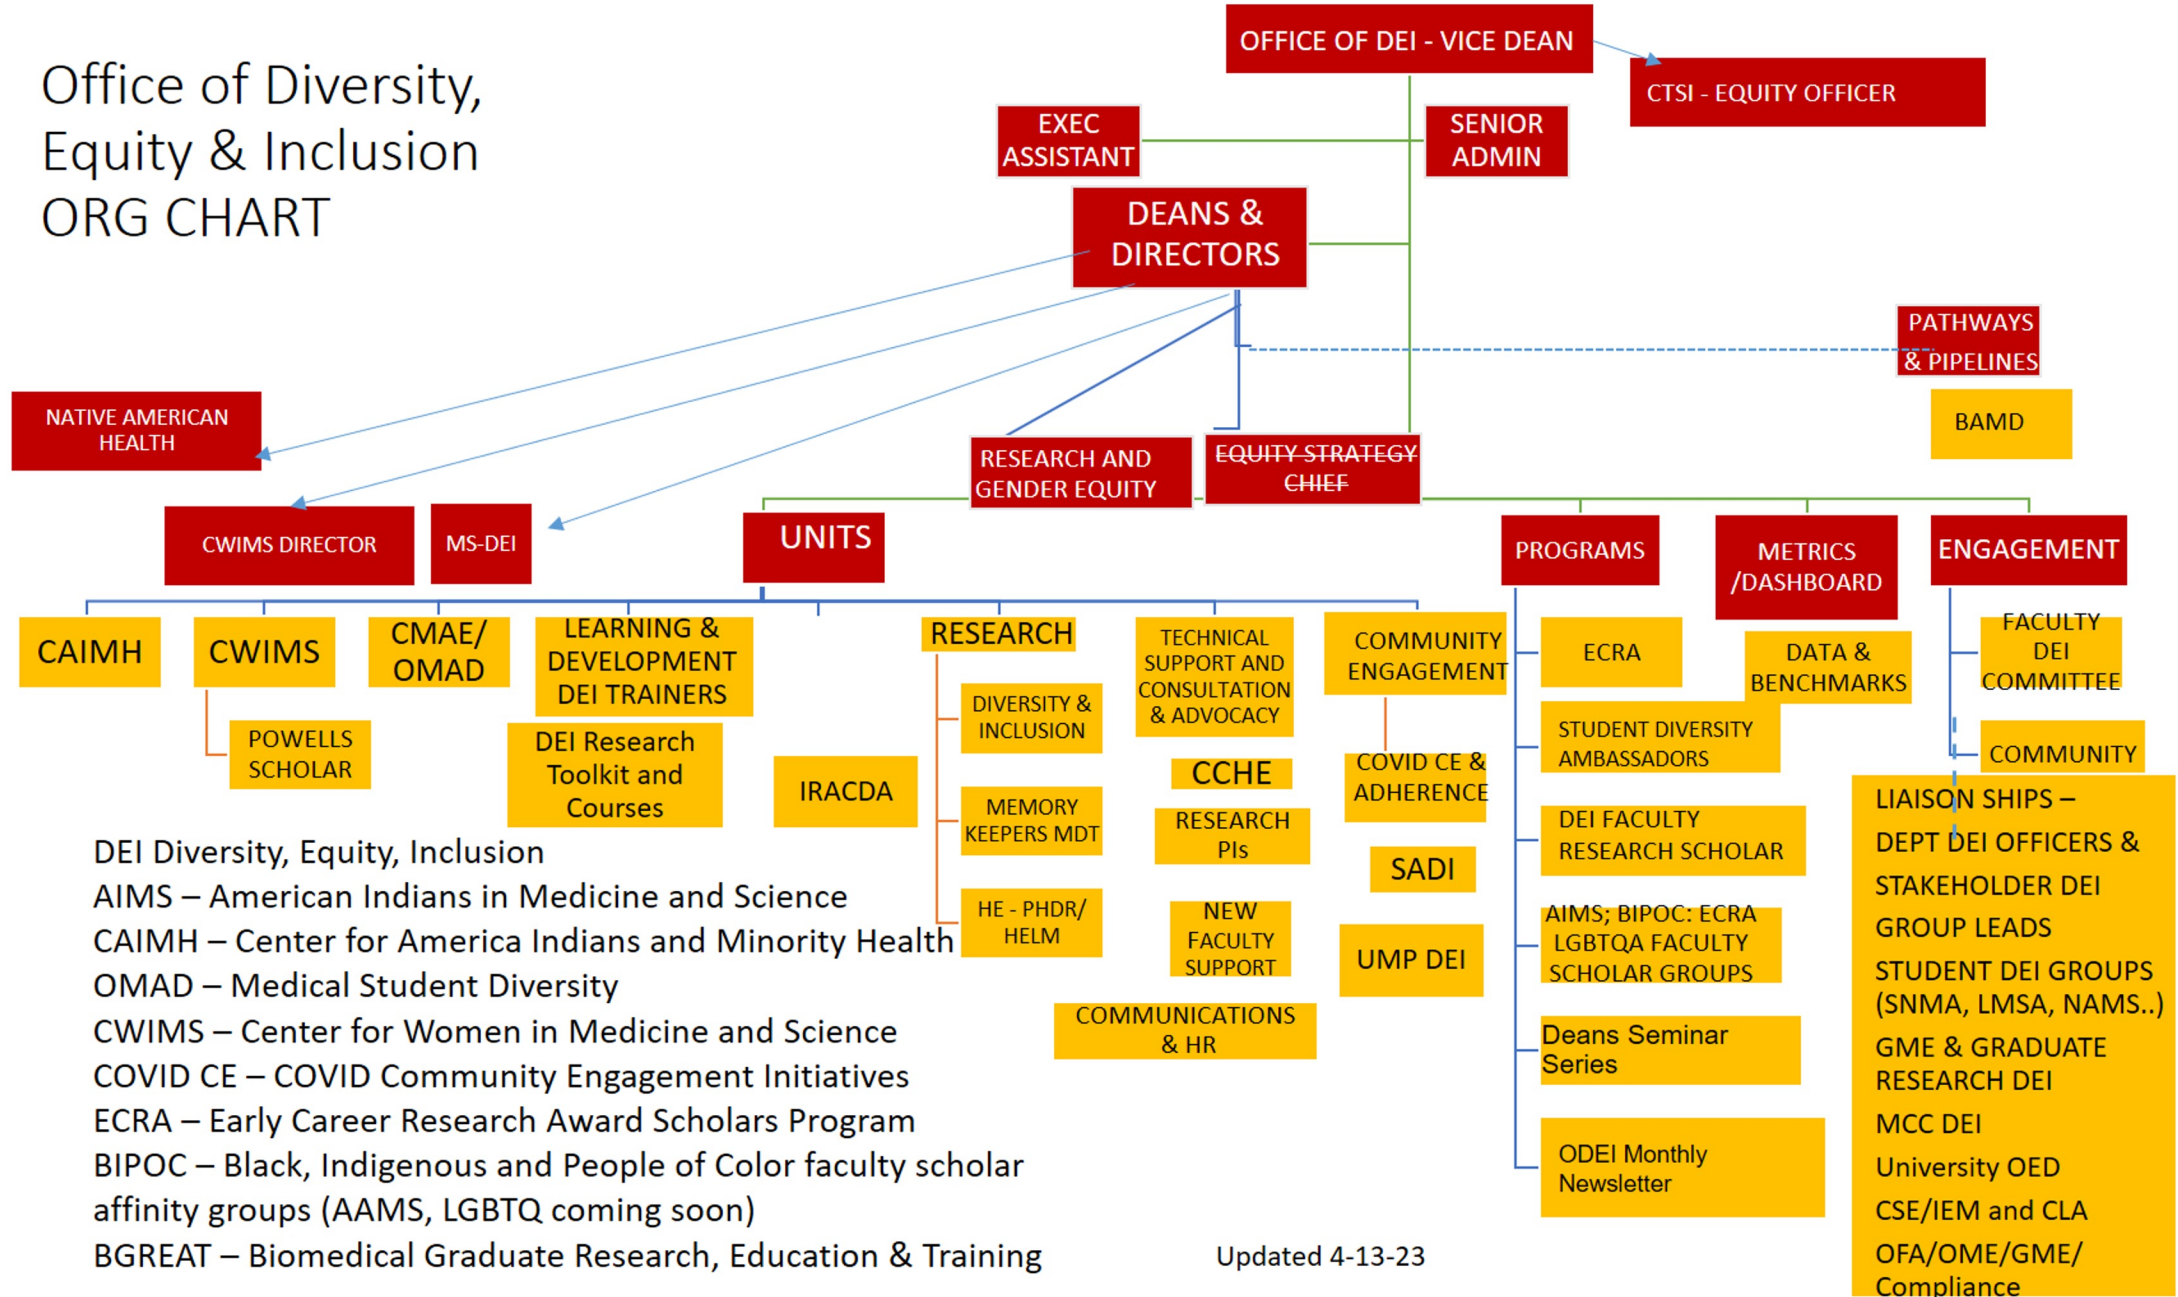 Office of Diversity,
Equity & Inclusion
ORG CHART
OFFICE OF DEI - VICE DEAN
CTSI - EQUITY OFFICER
EXEC
ASSISTANT
SENIOR
ADMIN
DEANS &
DIRECTORS
PATHWAYS
& PIPELINES
BAMD
NATIVE AMERICAN
HEALTH
RESEARCH AND
GENDER EQUITY
EQUITY STRATEGY
CHIEF
CWIMS DIRECTOR
MS-DEI
UNITS
PROGRAMS
METRICS
/DASHBOARD
ENGAGEMENT
CAIMH
CWIMS
POWELLS
SCHOLAR
CMAE/
OMAD
LEARNING &
DEVELOPMENT
DEI TRAINERS
DEI Research
Toolkit and
Courses
IRACDA
RESEARCH
DIVERSITY &
INCLUSION
MEMORY
KEEPERS MDT
HE - PHDR/
HELM
TECHNICAL
SUPPORT AND
CONSULTATION
& ADVOCACY
CCHE
RESEARCH
PIs
NEW
FACULTY
SUPPORT
COMMUNICATIONS
& HR
COMMUNITY
ENGAGEMENT
COVID CE &
ADHERENCE
SADI
UMP DEI
ECRA
STUDENT DIVERSITY
AMBASSADORS
DEI FACULTY
RESEARCH SCHOLAR
AIMS; BIPOC: ECRA
LGBTQA FACULTY
SCHOLAR GROUPS
Deans Seminar
Series
ODEI Monthly
Newsletter
DATA &
BENCHMARKS
FACULTY
DEI
COMMITTEE
COMMUNITY
LIAISON SHIPS –
DEPT DEI OFFICERS &
STAKEHOLDER DEI
GROUP LEADS
STUDENT DEI GROUPS
(SNMA, LMSA, NAMS..)
GME & GRADUATE
RESEARCH DEI
MCC DEI
University OED
CSE/IEM and CLA
OFA/OME/GME/
Compliance
DEI Diversity, Equity, Inclusion
AIMS – American Indians in Medicine and Science
CAIMH – Center for America Indians and Minority Health
OMAD – Medical Student Diversity
CWIMS – Center for Women in Medicine and Science
COVID CE – COVID Community Engagement Initiatives
ECRA – Early Career Research Award Scholars Program
BIPOC – Black, Indigenous and People of Color faculty scholar
affinity groups (AAMS, LGBTQ coming soon)
BGREAT – Biomedical Graduate Research, Education & Training
Updated 4-13-23